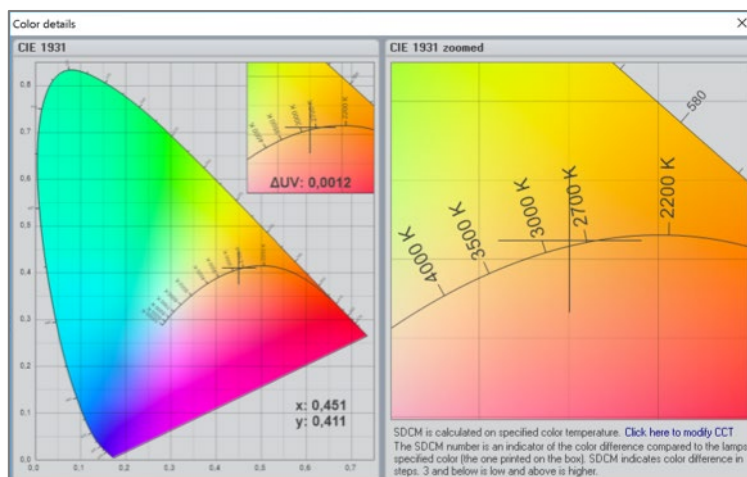 Color details
CIE 1931
2200 K
ΔUV: 0,0012
0,8
0,7
0,6
0,5
0,4
0,3
0,2
0,1
0,0
0,1
0,2
0,3
0,4
0,5
0,6
0,7
x: 0,451
y: 0,411
CIE 1931 zoomed
580
4000 K
3500 K
3000 K
2700 K
2200 K
SDCM is calculated on specified color temperature. Click here to modify CCT
The SDCM number is an indicator of the color difference compared to the lamps
specified color (the one printed on the box). SDCM indicates color difference in
steps. 3 and below is low and above is higher.